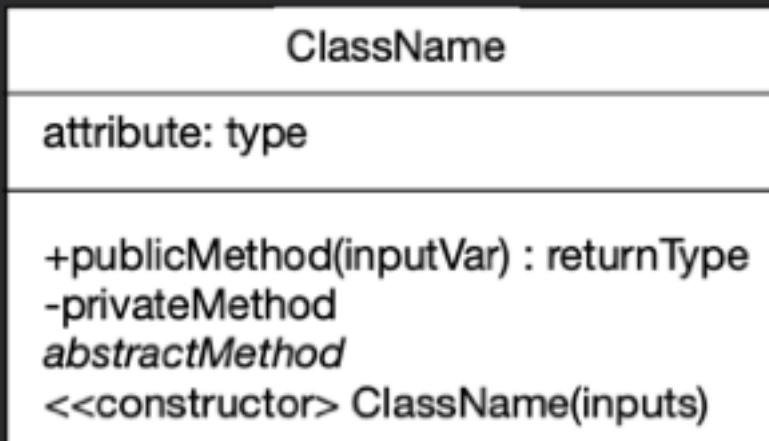 ClassName
attribute: type
+publicMethod(inputVar) : returnType
-privateMethod
abstractMethod
<<constructor> ClassName(inputs)